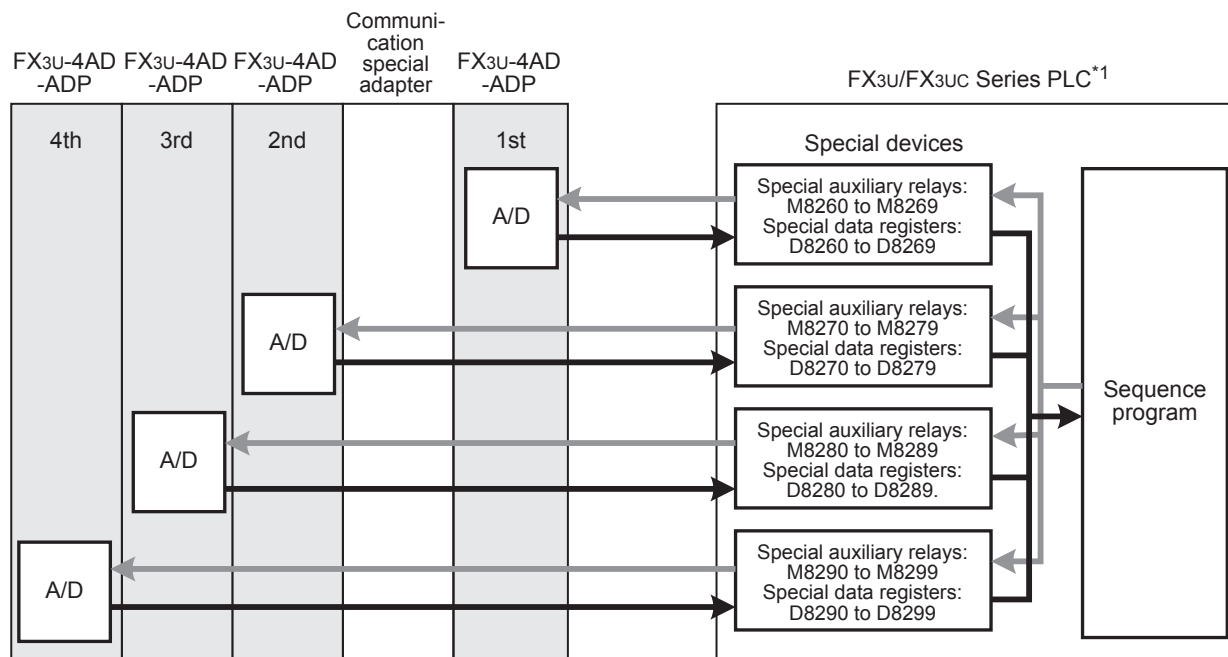 Communi-
cation
special
adapter
FX3U-4AD
-ADP
FX3U-4AD
-ADP
FX3U-4AD
-ADP
FX3U-4AD
-ADP
FX3U/FX3UC Series PLC*1
4th
3rd
2nd
1st
Special devices
A/D
Special auxiliary relays:
M8260 to M8269
Special data registers:
D8260 to D8269
A/D
Special auxiliary relays:
M8270 to M8279
Special data registers:
D8270 to D8279
Sequence
program
A/D
Special auxiliary relays:
M8280 to M8289
Special data registers:
D8280 to D8289.
A/D
Special auxiliary relays:
M8290 to M8299
Special data registers:
D8290 to D8299